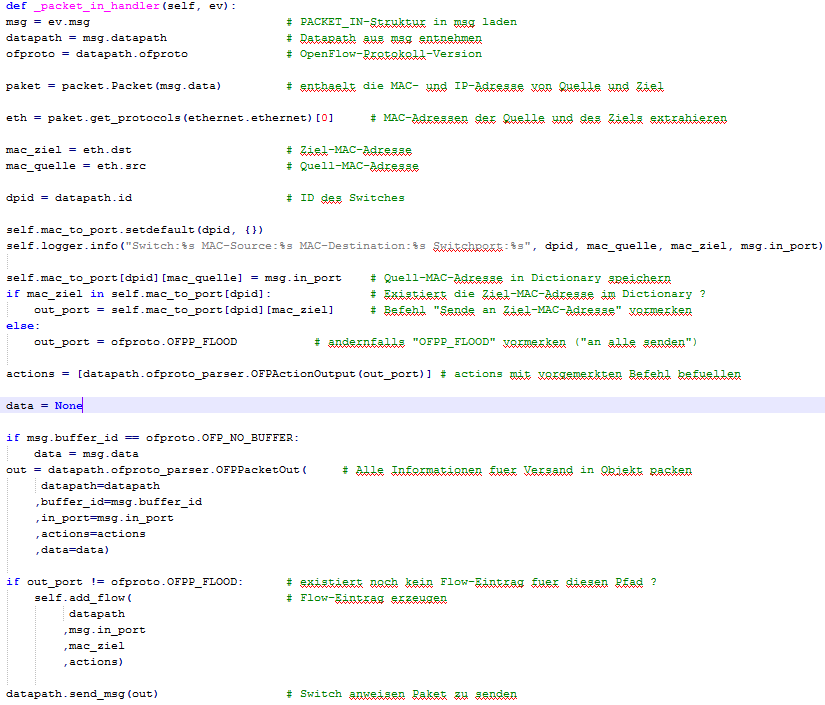 def _packet_in_handler(self, ev):
msg = ev.msg # PACKET_IN-Struktur in msg laden
datapath = msg.datapath # Datapath aus msg entnehmen
ofproto = datapath.ofproto # OpenFlow-Protokoll-Version
paket = packet.Packet(msg.data) # enthaelt die MAC- und IP-Adresse von Quelle und Ziel
eth = paket.get_protocols(ethernet.ethernet)[0] # MAC-Adressen der Quelle und des Ziels extrahieren
mac_ziel = eth.dst # Ziel-MAC-Adresse
mac_quelle = eth.src # Quell-MAC-Adresse
dpid = datapath.id # ID des Switches
self.mac_to_port.setdefault(dpid, {})
self.logger.info("Switch:%s MAC-Source:%s MAC-Destination:%s Switchport:%s", dpid, mac_quelle, mac_ziel, msg.in_port)
self.mac_to_port[dpid][mac_quelle] = msg.in_port # Quell-MAC-Adresse in Dictionary speichern
if mac_ziel in self.mac_to_port[dpid]: # Existiert die Ziel-MAC-Adresse im Dictionary ?
out_port = self.mac_to_port[dpid][mac_ziel] # Befehl "Sende an Ziel-MAC-Adresse" vormerken
else:
out_port = ofproto.OFPP_FLOOD # andernfalls "OFPP_FLOOD" vormerken ("an alle senden")
actions = [datapath.ofproto_parser.OFPActionOutput(out_port)] # actions mit vorgemerkten Befehl befuellen
data = None
if msg.buffer_id == ofproto.OFP_NO_BUFFER:
data = msg.data
out = datapath.ofproto_parser.OFPPacketOut( # Alle Informationen fuer Versand in Objekt packen
datapath=datapath
,buffer_id=msg.buffer_id
,in_port=msg.in_port
,actions=actions
,data=data)
if out_port != ofproto.OFPP_FLOOD: # existiert noch kein Flow-Eintrag fuer diesen Pfad ?
self.add_flow( # Flow-Eintrag erzeugen
datapath
,msg.in_port
,mac_ziel
,actions)
datapath.send_msg(out) # Switch anweisen Paket zu senden